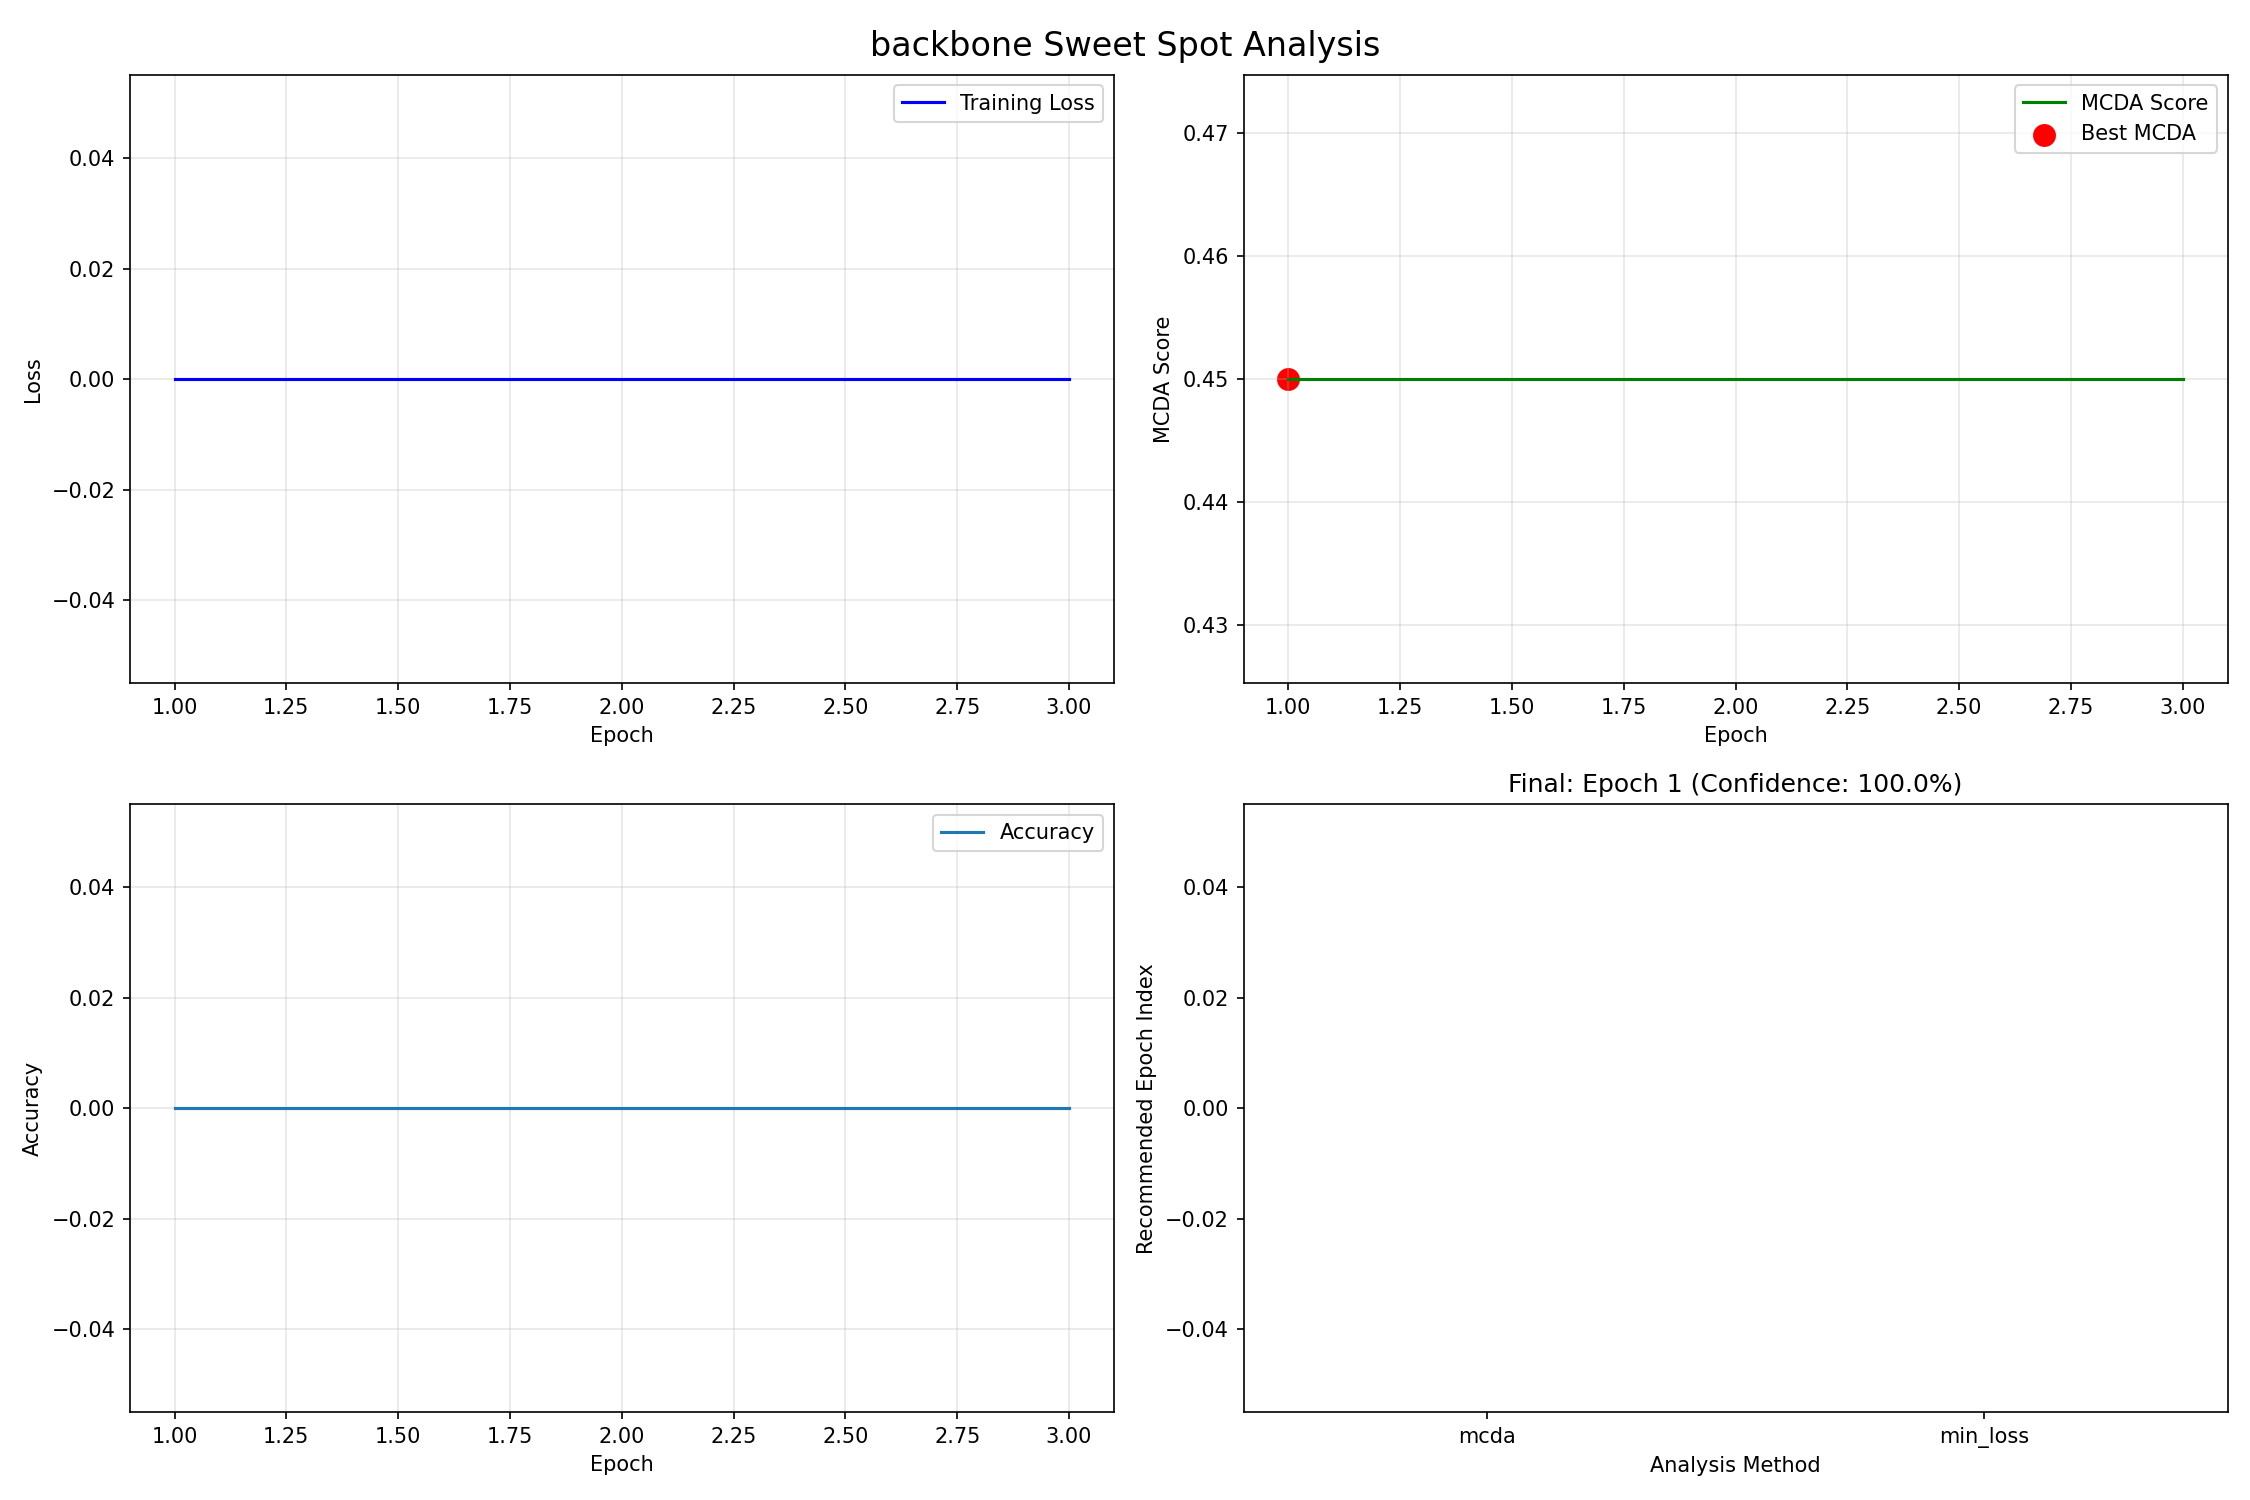 backbone Sweet Spot Analysis
Training Loss
0.04
0.02
0.00
−0.02
−0.04
Loss
1.00 1.25 1.50 1.75 2.00 2.25 2.50 2.75 3.00
Epoch
MCDA Score
Best MCDA
0.47
0.46
0.45
0.44
0.43
MCDA Score
1.00 1.25 1.50 1.75 2.00 2.25 2.50 2.75 3.00
Epoch
Accuracy
0.04
0.02
0.00
−0.02
−0.04
Accuracy
1.00 1.25 1.50 1.75 2.00 2.25 2.50 2.75 3.00
Epoch
Final: Epoch 1 (Confidence: 100.0%)
0.04
0.02
0.00
−0.02
−0.04
Recommended Epoch Index
mcda min_loss
Analysis Method